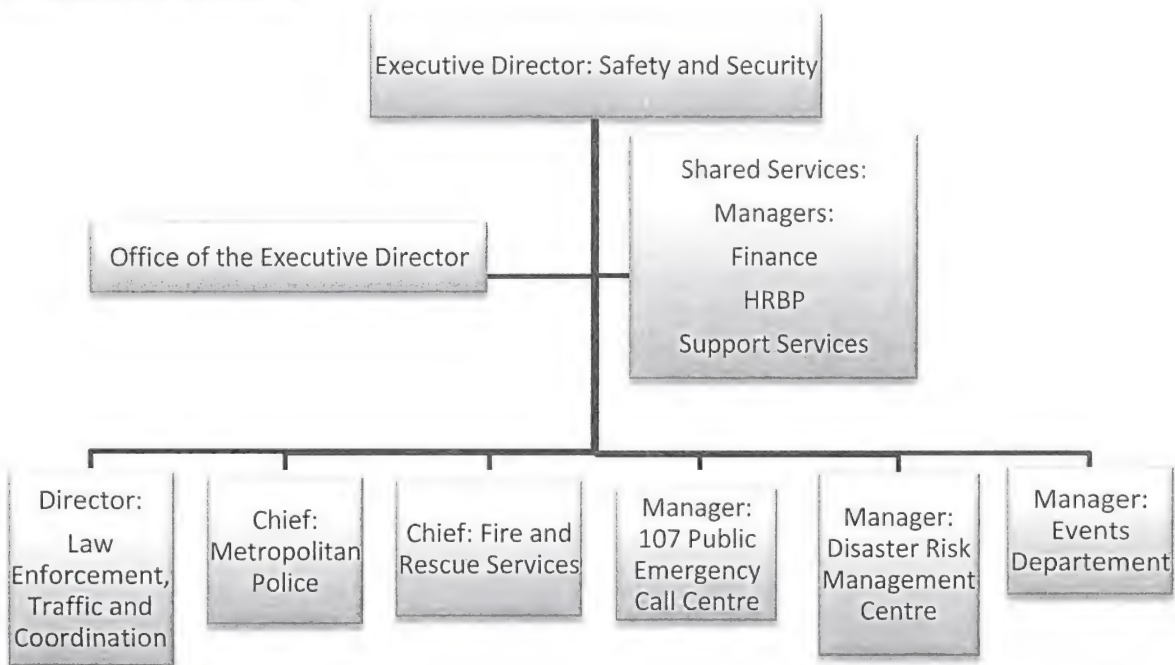 Executive Director: Safety and Security
Shared Services:
Managers:
Finance
HRBP
Support Services
Office of the Executive Director
Director:
Law
Enforcement,
Traffic and
Coordination
Chief:
Metropolitan
Police
Chief: Fire and
Rescue Services
Manager:
107 Public
Emergency
Call Centre
Manager:
Disaster Risk
Management
Centre
Manager:
Events
Departement